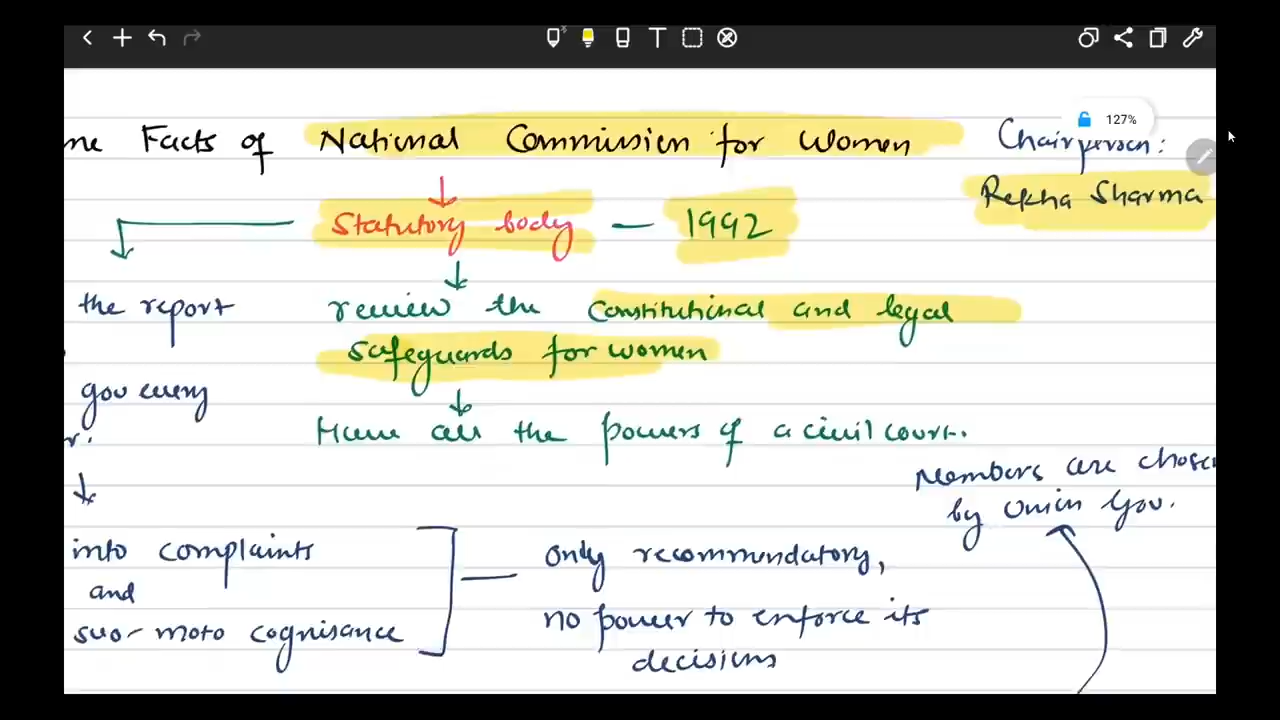 me Facts of National Commission for Women
Chairperson:
Rekha Sharma
127%
Statutory body — 1992
the report
review the Constitutinal and legal
safeguards for women
gov every
r.
Have all the powers of a civil court.
Members are chose
by Union Gov.
into complaints
and
suo-moto cognisance
only recommendatory,
no power to enforce its
decisions